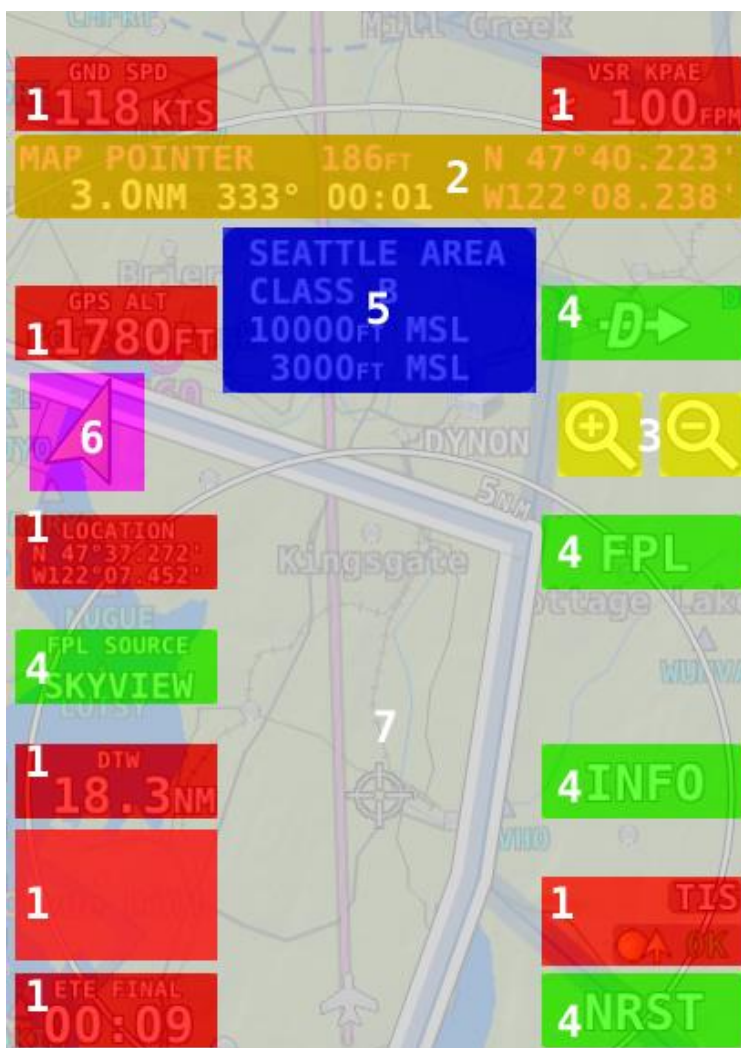 Mill Creek
GND SPD
1 118 KTS
VSR KPAE
1 100 FPM
MAP POINTER 186FT N 47°40.223'
3.0NM 333° 00:01 2 W122°08.238'
Brier
SEATTLE AREA
CLASS B
10000FT MSL
3000FT MSL
5
GPS ALT
1 1780FT
4 D
6
3
DYNON
5NM
1 LOCATION
N 47°37.272'
W122°07.452'
4 FPL
Kingsgate
ottage Lake
FPL SOURCE
4 SKYVIEW
7
1 DTW
18.3NM
4 INFO
1
1 TIS
OK
1 ETE FINAL
00:09
4 NRST